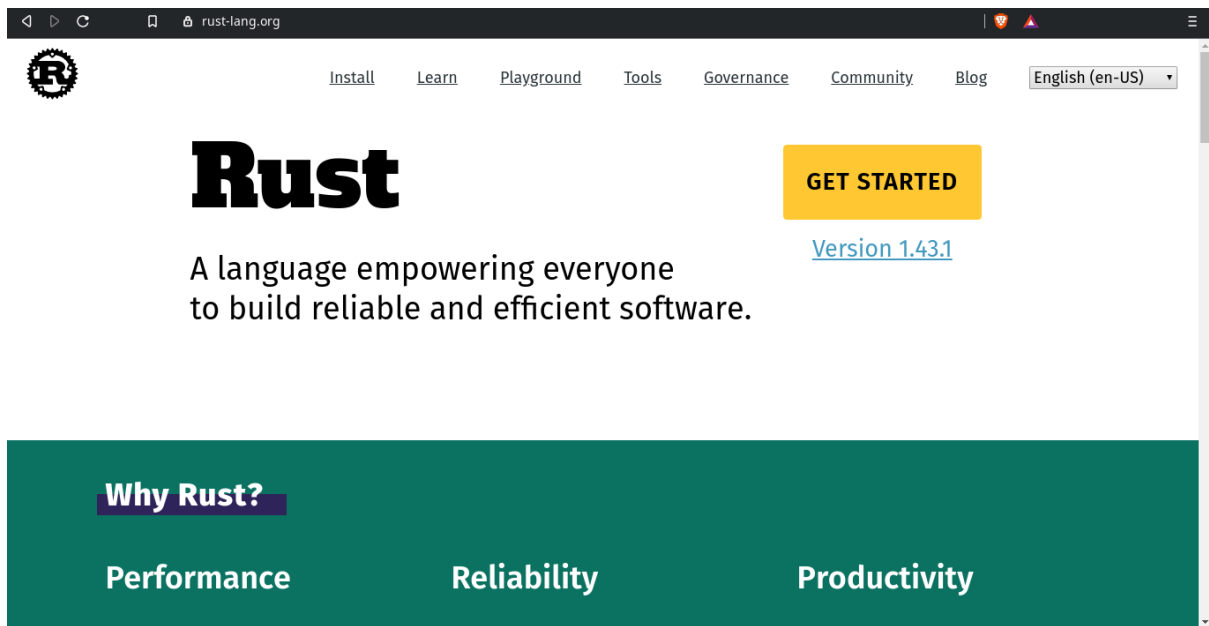 rust-lang.org
R
Install Learn Playground Tools Governance Community Blog English (en-US)
Rust
GET STARTED
Version 1.43.1
A language empowering everyone
to build reliable and efficient software.
Why Rust?
Performance Reliability Productivity